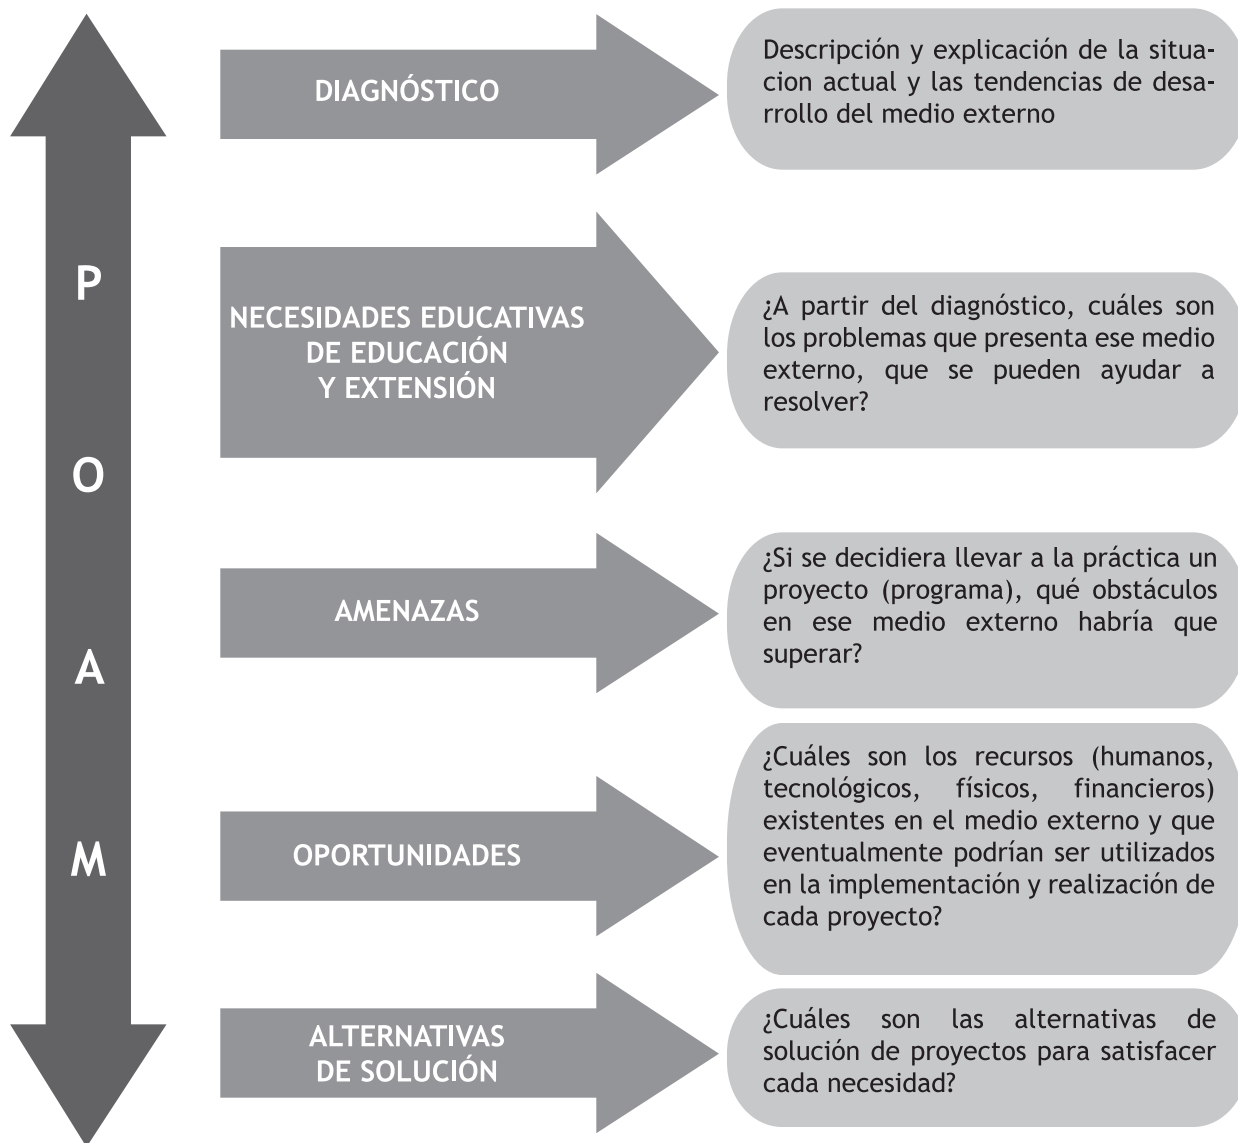 P
O
A
M
DIAGNÓSTICO
Descripción y explicación de la situa-
cion actual y las tendencias de desa-
rrollo del medio externo
NECESIDADES EDUCATIVAS
DE EDUCACIÓN
Y EXTENSIÓN
¿A partir del diagnóstico, cuáles son
los problemas que presenta ese medio
externo, que se pueden ayudar a
resolver?
AMENAZAS
¿Si se decidiera llevar a la práctica un
proyecto (programa), qué obstáculos
en ese medio externo habría que
superar?
OPORTUNIDADES
¿Cuáles son los recursos (humanos,
tecnológicos, físicos, financieros)
existentes en el medio externo y que
eventualmente podrían ser utilizados
en la implementación y realización de
cada proyecto?
ALTERNATIVAS
DE SOLUCIÓN
¿Cuáles son las alternativas de
solución de proyectos para satisfacer
cada necesidad?